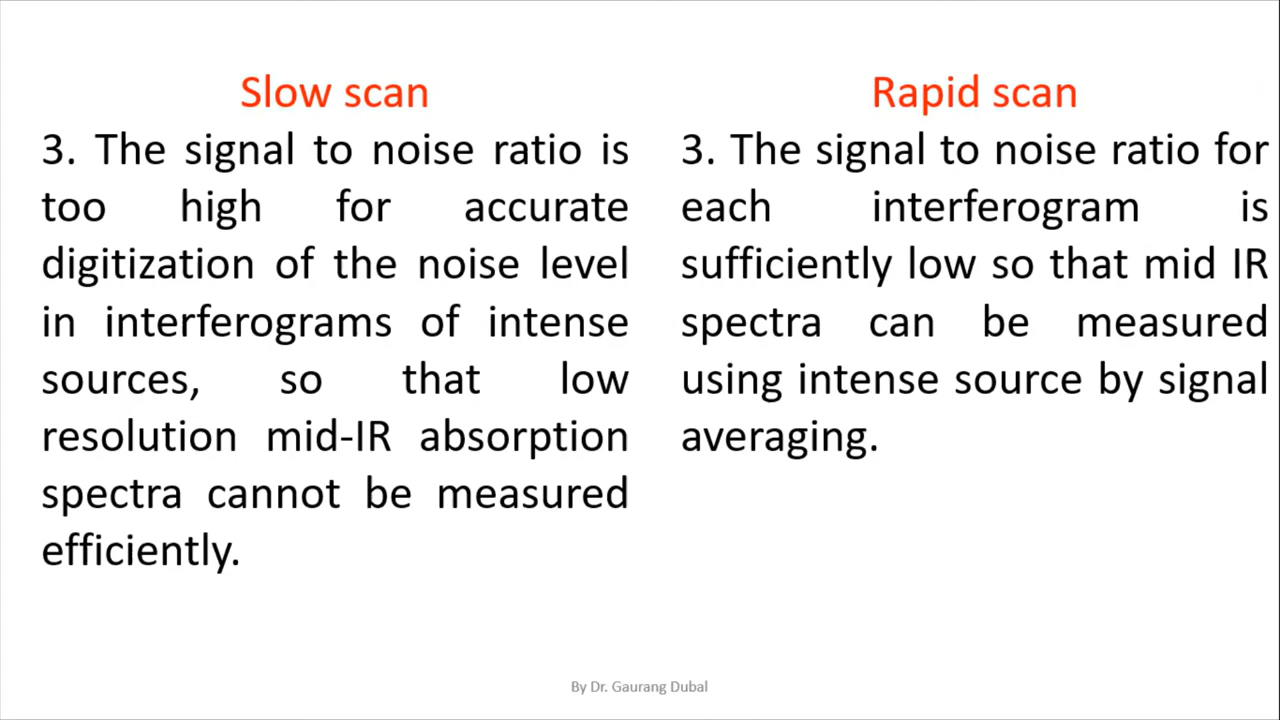 Slow scan
3. The signal to noise ratio is
too high for accurate
digitization of the noise level
in interferograms of intense
sources, so that low
resolution mid-IR absorption
spectra cannot be measured
efficiently.
Rapid scan
3. The signal to noise ratio for
each interferogram is
sufficiently low so that mid IR
spectra can be measured
using intense source by signal
averaging.
By Dr. Gaurang Dubal